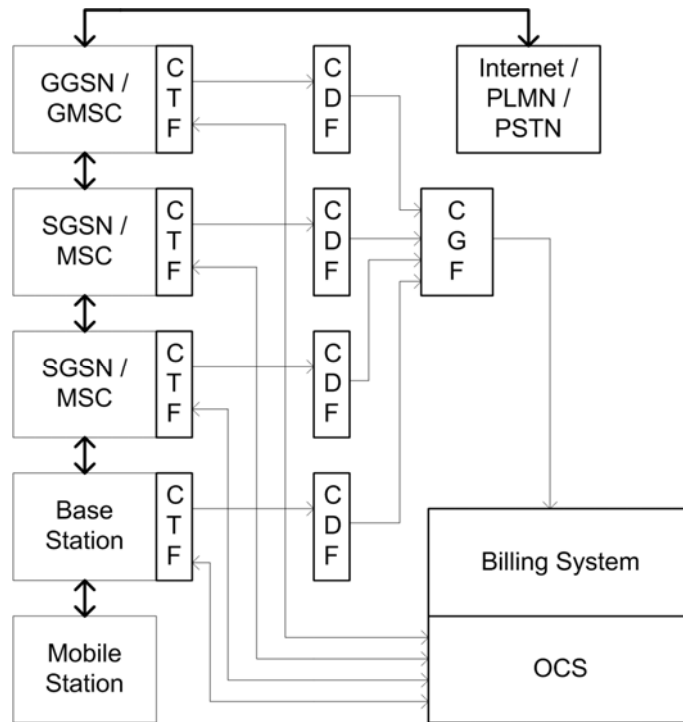 GGSN /
GMSC
C
T
F
C
D
F
Internet /
PLMN /
PSTN
SGSN /
MSC
C
T
F
C
D
F
C
G
F
SGSN /
MSC
C
T
F
C
D
F
Base
Station
C
T
F
C
D
F
Billing System
Mobile
Station
OCS